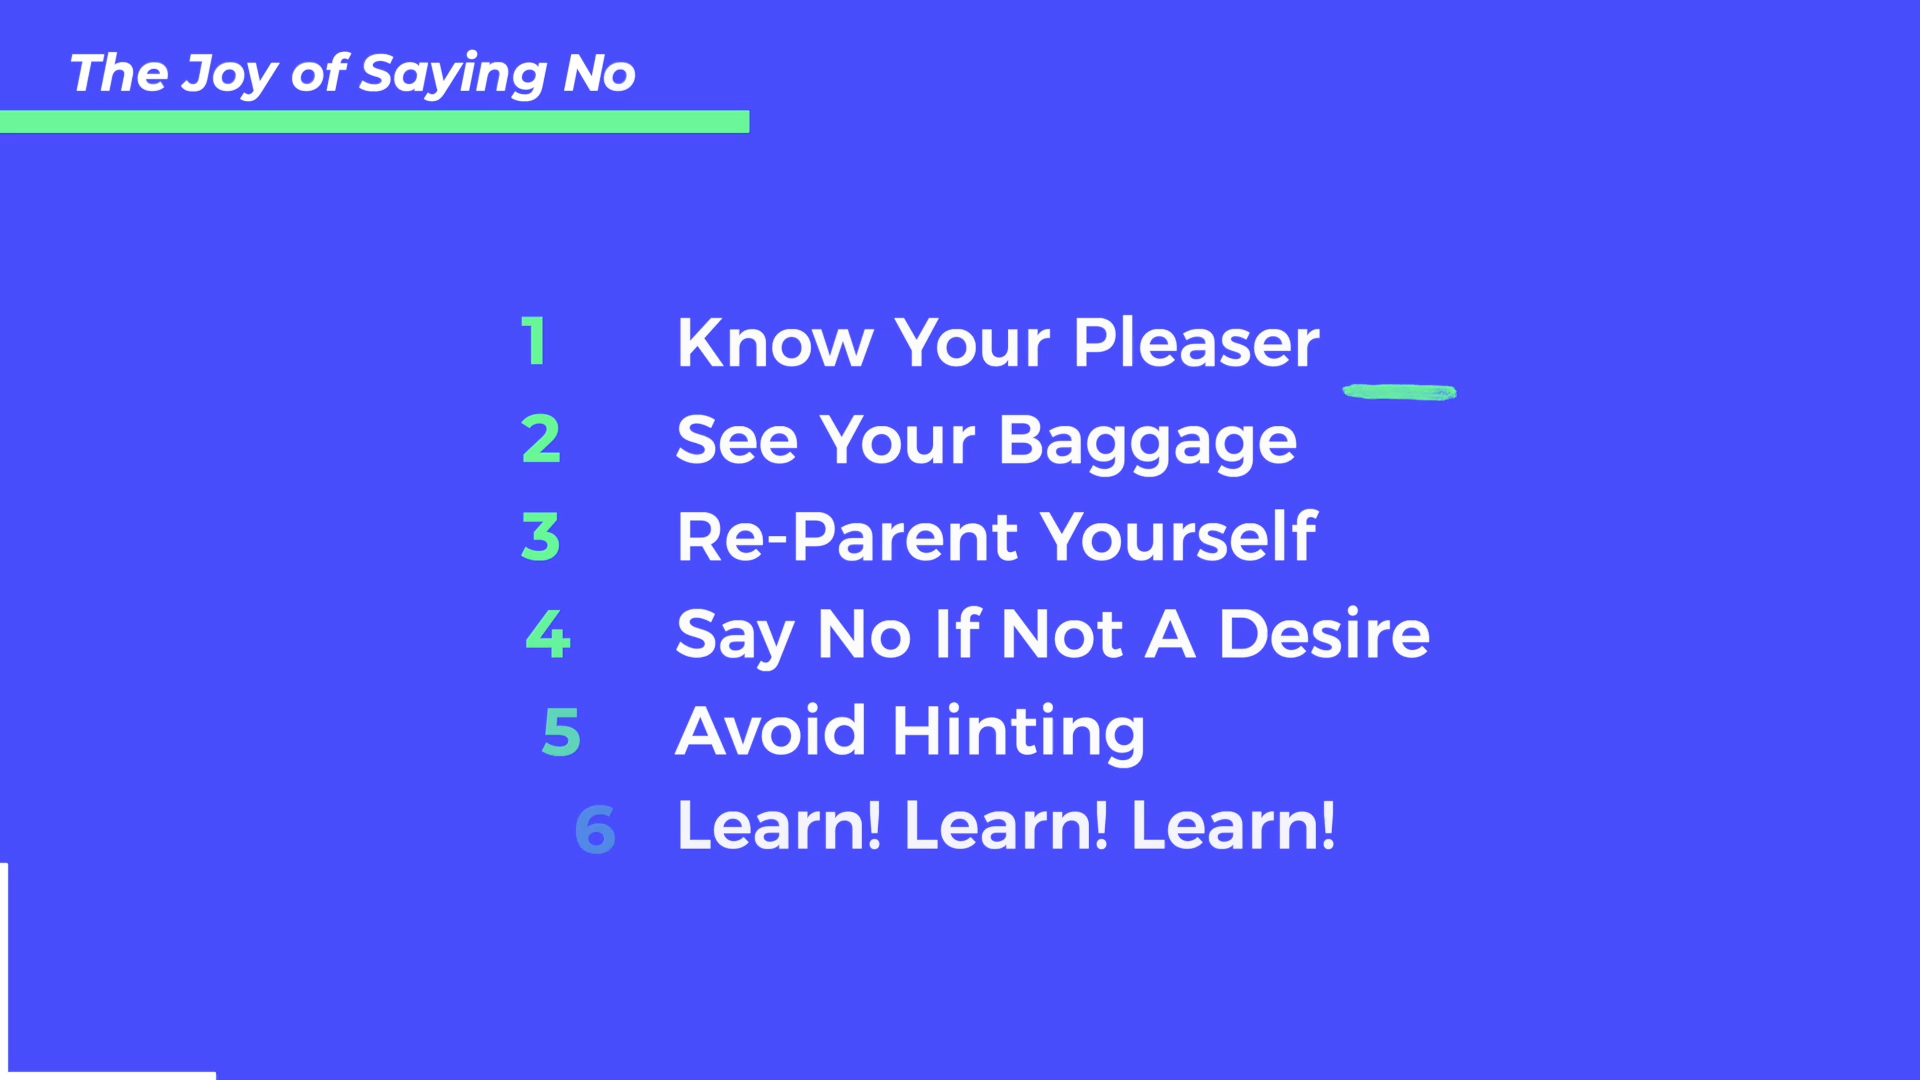 The Joy of Saying No
1 Know Your Pleaser
2 See Your Baggage
3 Re-Parent Yourself
4 Say No If Not A Desire
5 Avoid Hinting
6 Learn! Learn! Learn!